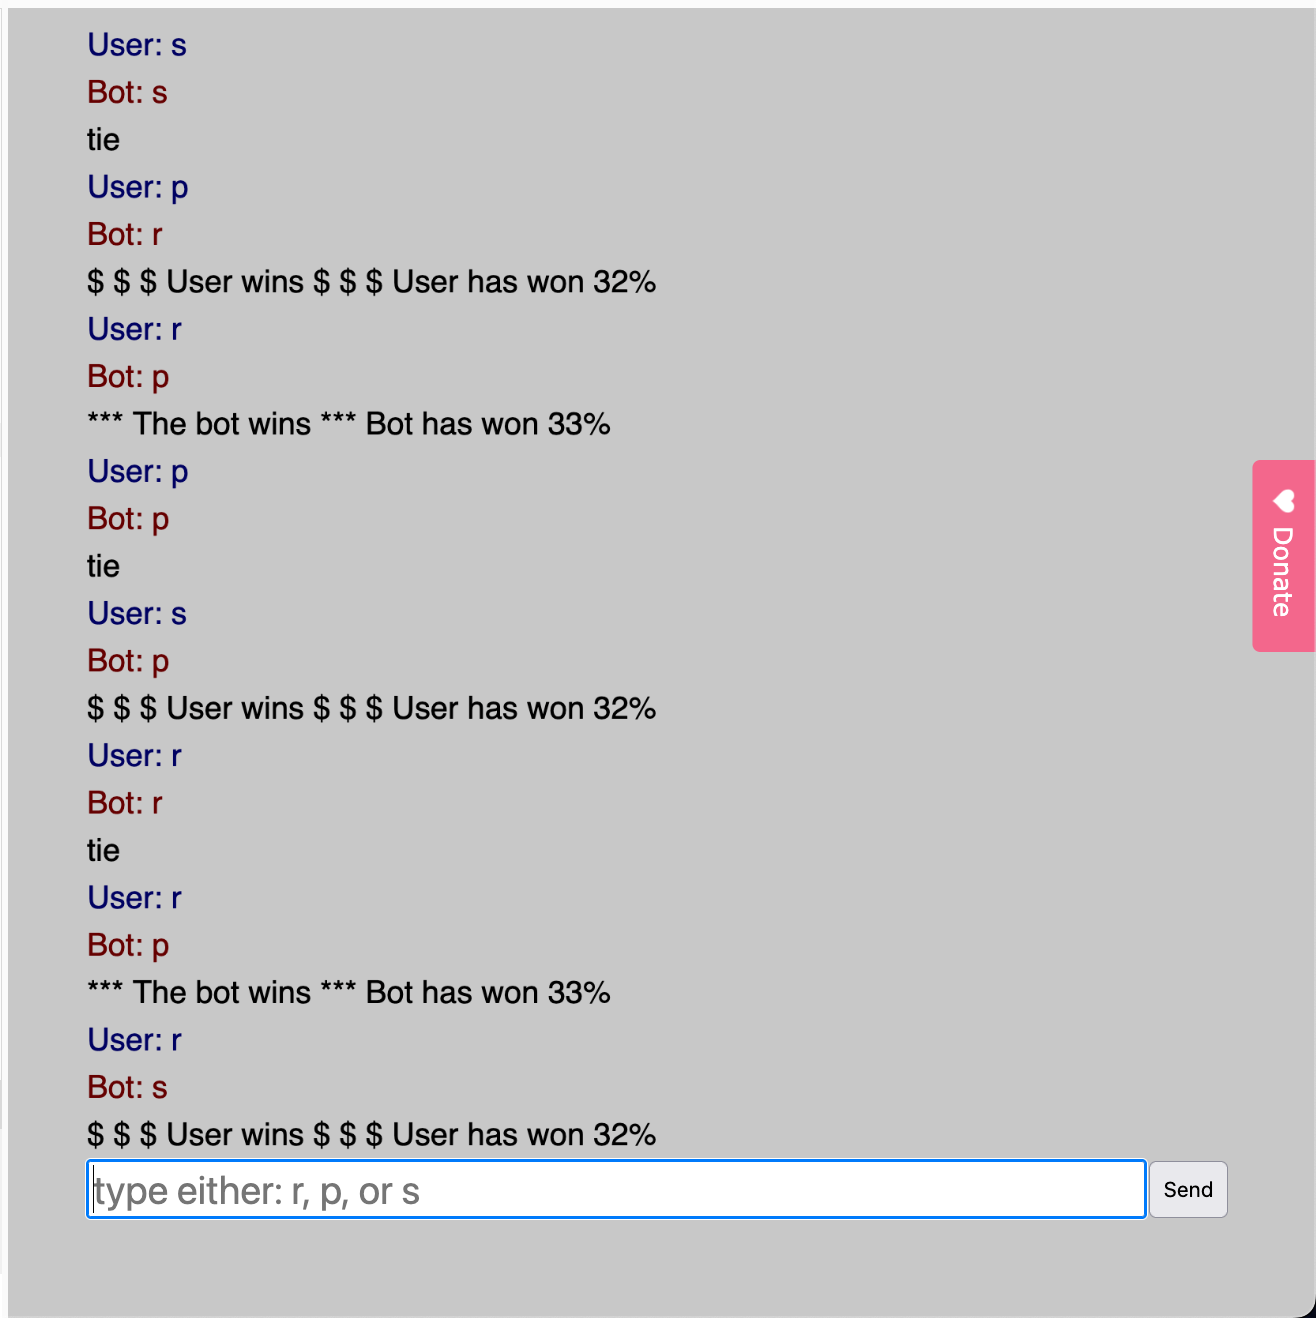 User: s
Bot: s
tie
User: p
Bot: r
$ $ $ User wins $ $ $ User has won 32%
User: r
Bot: p
*** The bot wins *** Bot has won 33%
User: p
Bot: p
tie
User: s
Bot: p
$ $ $ User wins $ $ $ User has won 32%
User: r
Bot: r
tie
User: r
Bot: p
*** The bot wins *** Bot has won 33%
User: r
Bot: s
$ $ $ User wins $ $ $ User has won 32%
type either: r, p, or s
Send
Donate